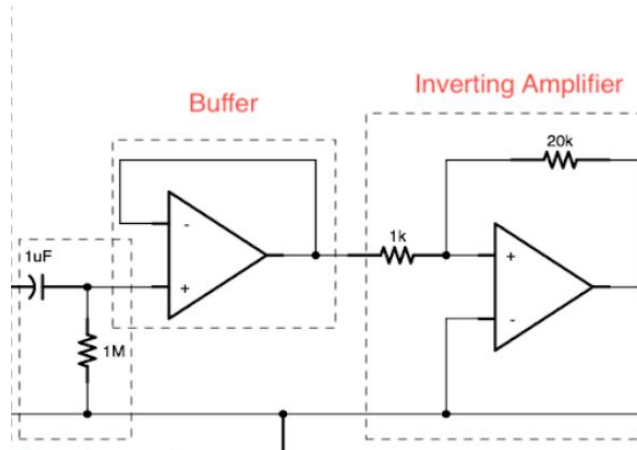 Inverting Amplifier
Buffer
20k
1k
-
+
+
-
1uF
1M